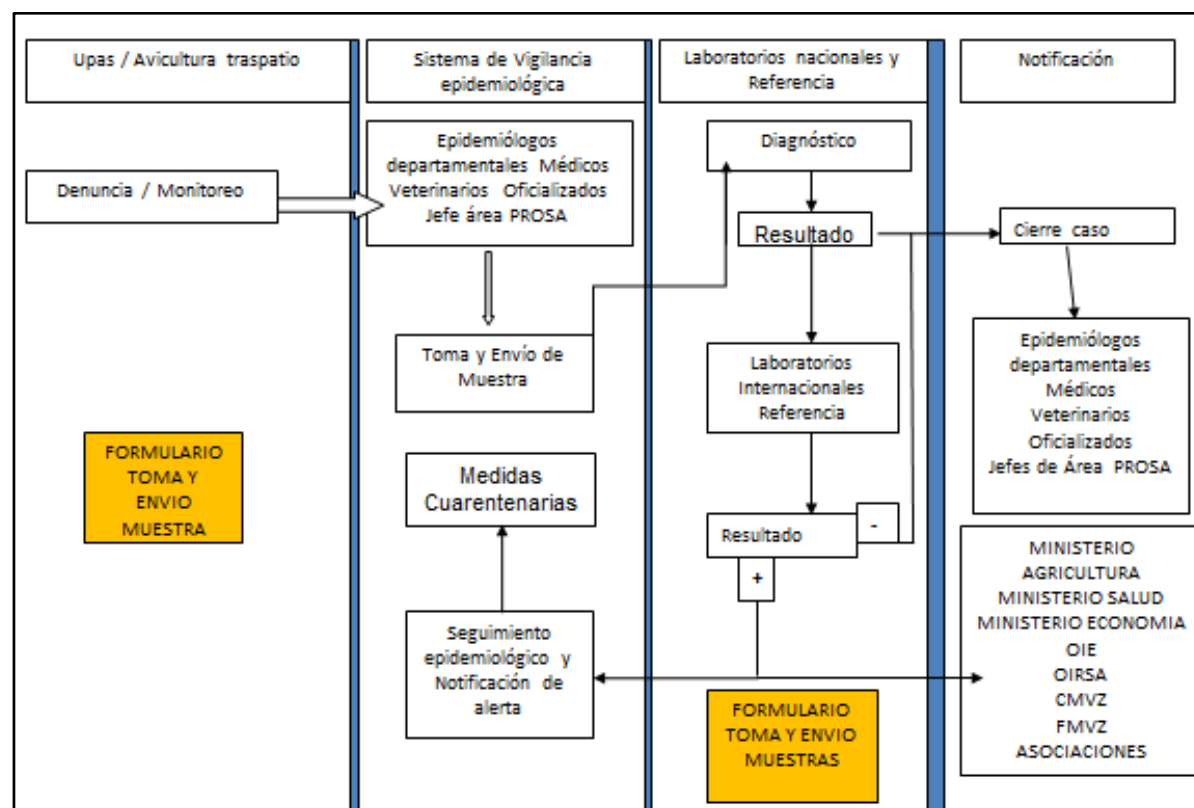 Upas / Avicultura traspatio
Sistema de Vigilancia
epidemiológica
Laboratorios nacionales y
Referencia
Notificación
Denuncia / Monitoreo
Epidemiólogos
departamentales Médicos
Veterinarios Oficializados
Jefe área PROSA
Diagnóstico
Resultado
Cierre caso
Toma y Envío de
Muestra
Laboratorios
Internacionales
Referencia
Epidemiólogos
departamentales
Médicos
Veterinarios
Oficializados
Jefes de Área PROSA
FORMULARIO
TOMA Y
ENVIO
MUESTRA
Medidas
Cuarentenarias
Resultado
-
+
Seguimiento
epidemiológico y
Notificación de
alerta
FORMULARIO
TOMA Y ENVIO
MUESTRAS
MINISTERIO
AGRICULTURA
MINISTERIO SALUD
MINISTERIO ECONOMIA
OIE
OIRSA
CMVZ
FMVZ
ASOCIACIONES